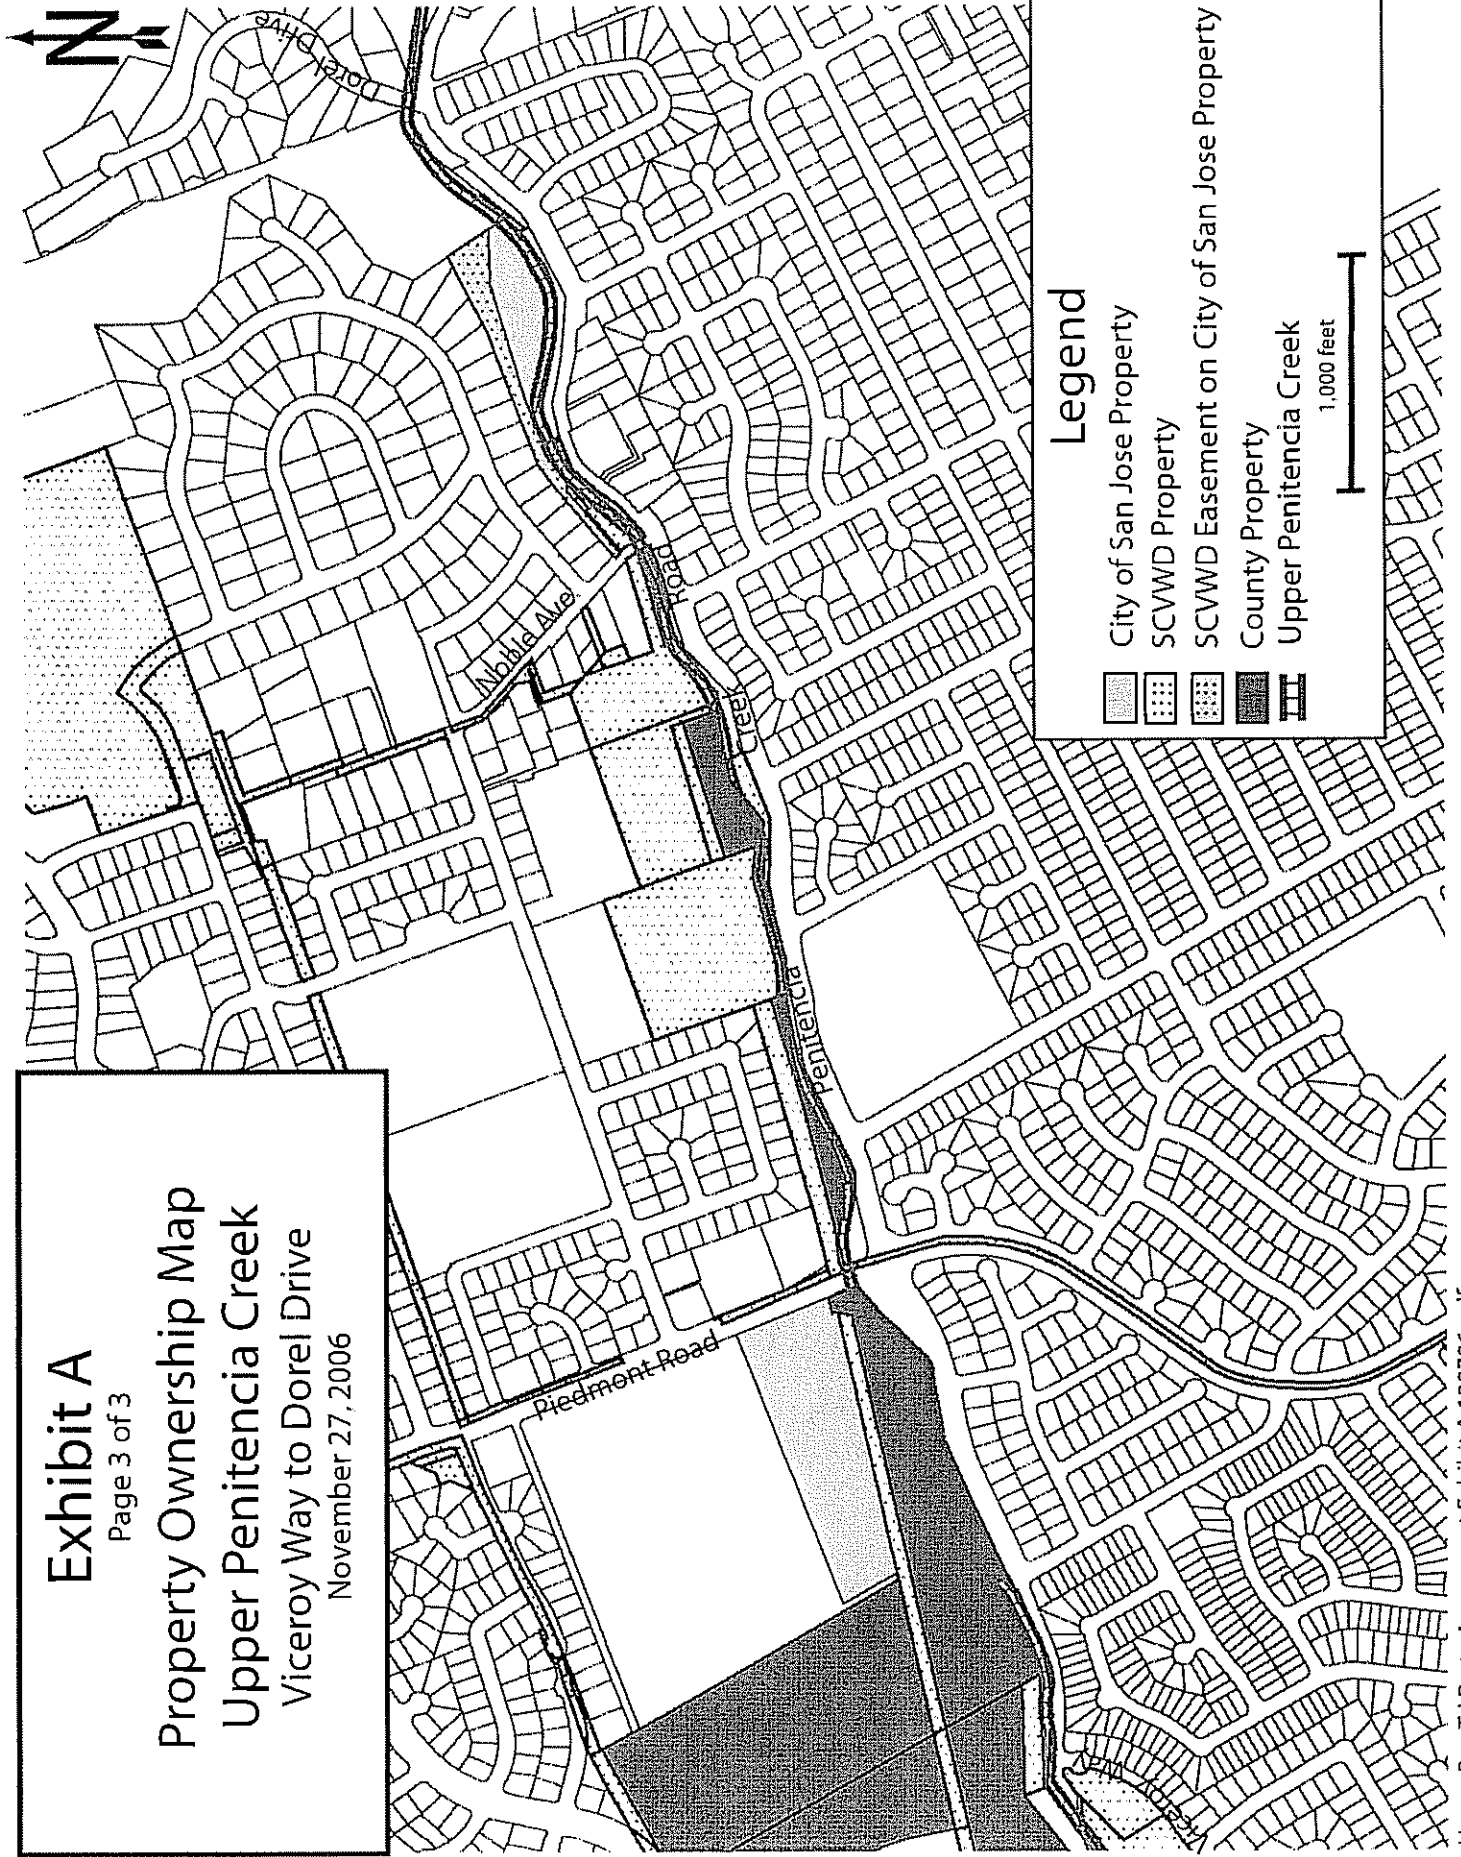 Exhibit A
Page 3 of 3
Property Ownership Map
Upper Penitencia Creek
Viceroy Way to Dorel Drive
November 27, 2006
N
Dorel Drive
Noble Ave
Penitencia Creek Road
Piedmont Road
Viceroy Way
Legend
City of San Jose Property
SCVWD Property
SCVWD Easement on City of San Jose Property
County Property
Upper Penitencia Creek
1,000 feet